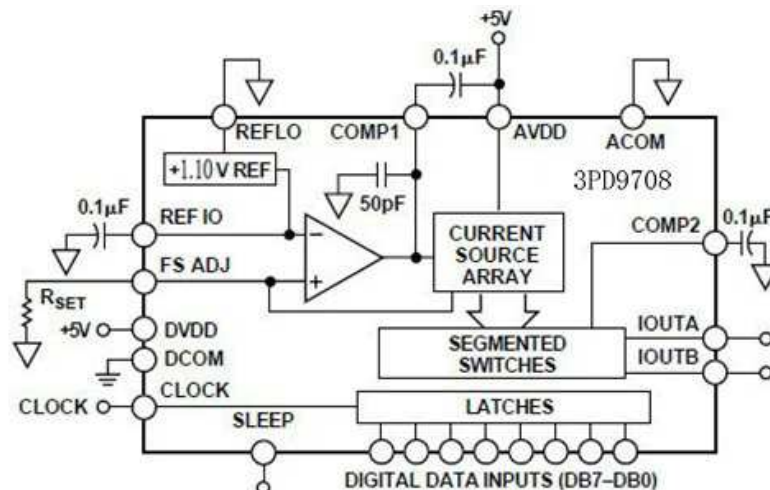 +5V
0.1µF
REFLO
COMP1
AVDD
ACOM
+1.10 V REF
50pF
3PD9708
0.1µF
REF IO
COMP2
0.1µF
CURRENT
SOURCE
ARRAY
FS ADJ
RSET
+5V
DVDD
DCOM
SEGMENTED
SWITCHES
IOUTA
IOUTB
CLOCK
CLOCK
LATCHES
SLEEP
DIGITAL DATA INPUTS (DB7–DB0)
−
+